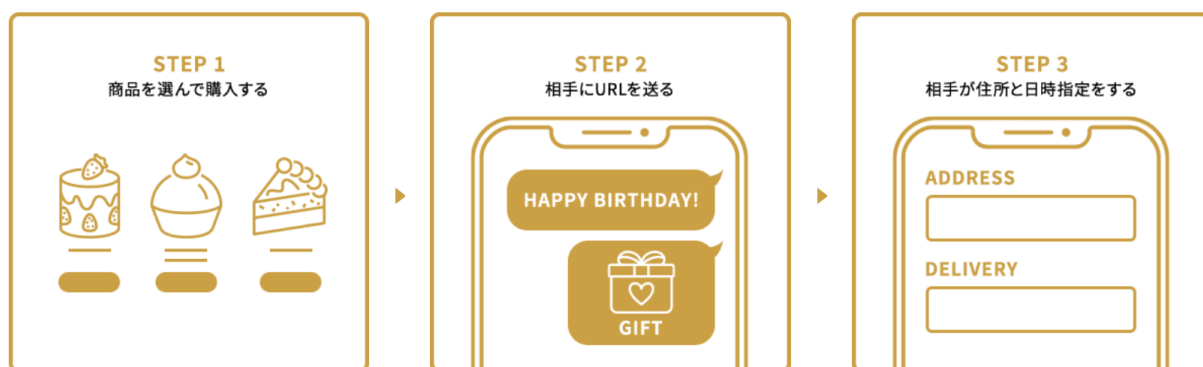 STEP 1
商品を選んで購入する
STEP 2
相手にURLを送る
HAPPY BIRTHDAY!
GIFT
STEP 3
相手が住所と日時指定をする
ADDRESS
DELIVERY